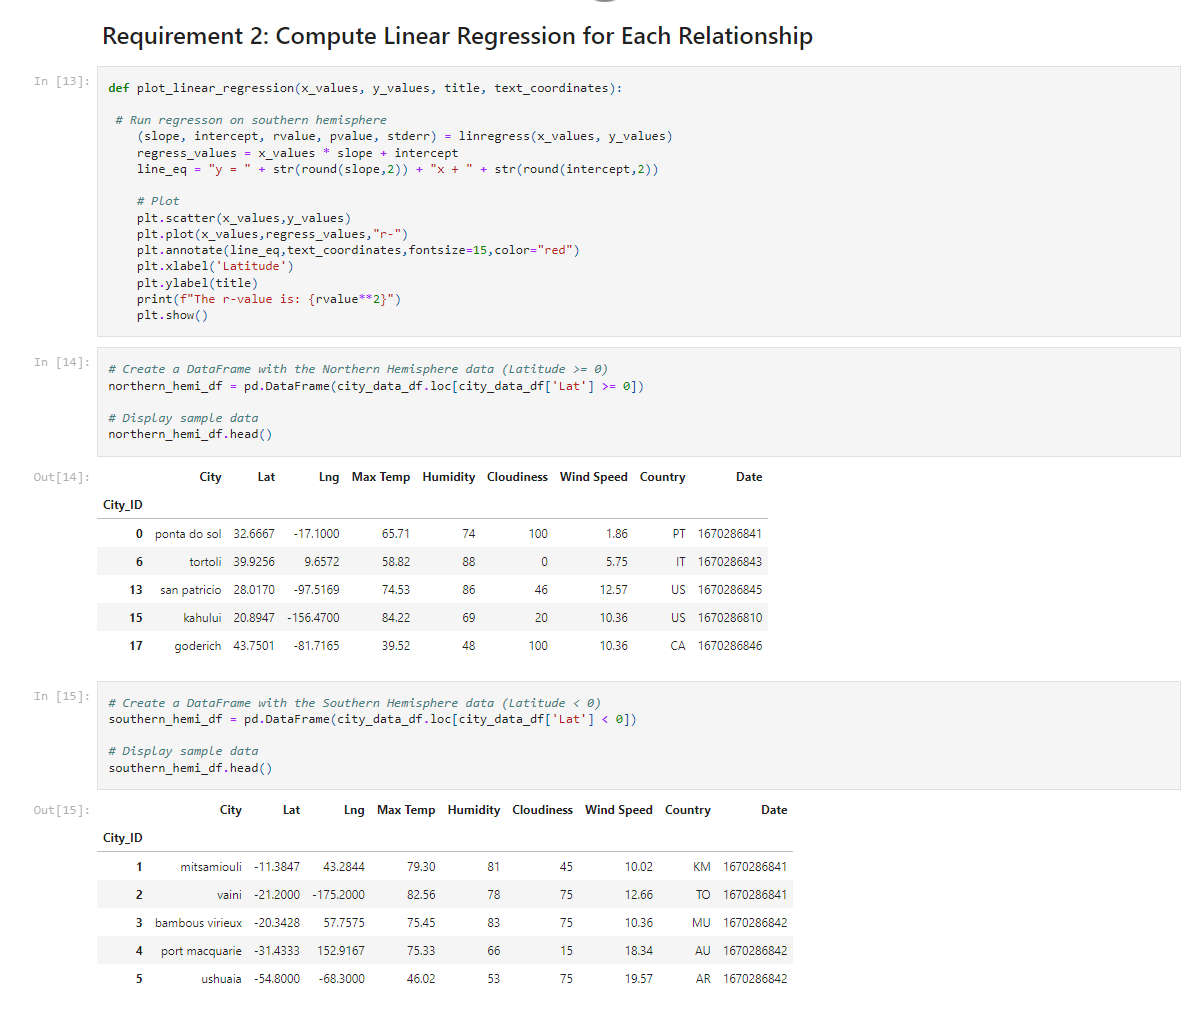 Requirement 2: Compute Linear Regression for Each Relationship
In [13]:
def plot_linear_regression(x_values, y_values, title, text_coordinates):
# Run regresson on southern hemisphere
(slope, intercept, rvalue, pvalue, stderr) = linregress(x_values, y_values)
regress_values = x_values * slope + intercept
line_eq = "y = " + str(round(slope,2)) + "x + " + str(round(intercept,2))
# Plot
plt.scatter(x_values,y_values)
plt.plot(x_values,regress_values,"r-")
plt.annotate(line_eq,text_coordinates,fontsize=15,color="red")
plt.xlabel('Latitude')
plt.ylabel(title)
print(f"The r-value is: {rvalue**2}")
plt.show()
In [14]:
# Create a DataFrame with the Northern Hemisphere data (Latitude >= 0)
northern_hemi_df = pd.DataFrame(city_data_df.loc[city_data_df['Lat'] >= 0])
# Display sample data
northern_hemi_df.head()
Out[14]:
City Lat Lng Max Temp Humidity Cloudiness Wind Speed Country Date
City_ID
0 ponta do sol 32.6667 -17.1000 65.71 74 100 1.86 PT 1670286841
6 tortoli 39.9256 9.6572 58.82 88 0 5.75 IT 1670286843
13 san patricio 28.0170 -97.5169 74.53 86 46 12.57 US 1670286845
15 kahului 20.8947 -156.4700 84.22 69 20 10.36 US 1670286810
17 goderich 43.7501 -81.7165 39.52 48 100 10.36 CA 1670286846
In [15]:
# Create a DataFrame with the Southern Hemisphere data (Latitude < 0)
southern_hemi_df = pd.DataFrame(city_data_df.loc[city_data_df['Lat'] < 0])
# Display sample data
southern_hemi_df.head()
Out[15]:
City Lat Lng Max Temp Humidity Cloudiness Wind Speed Country Date
City_ID
1 mitsamiouli -11.3847 43.2844 79.30 81 45 10.02 KM 1670286841
2 vaini -21.2000 -175.2000 82.56 78 75 12.66 TO 1670286841
3 bambous virieux -20.3428 57.7575 75.45 83 75 10.36 MU 1670286842
4 port macquarie -31.4333 152.9167 75.33 66 15 18.34 AU 1670286842
5 ushuaia -54.8000 -68.3000 46.02 53 75 19.57 AR 1670286842